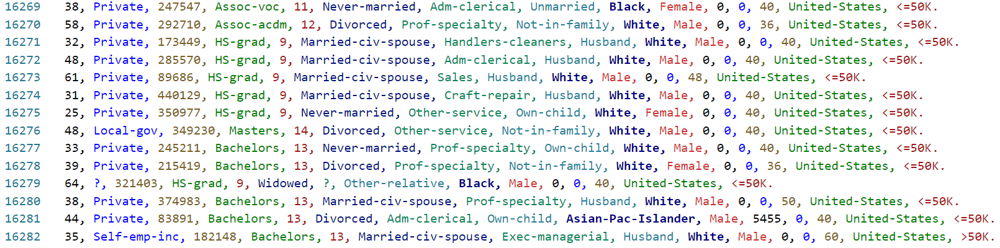 16269 38, Private, 247547, Assoc-voc, 11, Never-married, Adm-clerical, Unmarried, Black, Female, 0, 0, 40, United-States, <=50K.
16270 58, Private, 292710, Assoc-acdm, 12, Divorced, Prof-specialty, Not-in-family, White, Male, 0, 0, 36, United-States, <=50K.
16271 32, Private, 173449, HS-grad, 9, Married-civ-spouse, Handlers-cleaners, Husband, White, Male, 0, 0, 40, United-States, <=50K.
16272 48, Private, 285570, HS-grad, 9, Married-civ-spouse, Adm-clerical, Husband, White, Male, 0, 0, 40, United-States, <=50K.
16273 61, Private, 89686, HS-grad, 9, Married-civ-spouse, Sales, Husband, White, Male, 0, 0, 48, United-States, <=50K.
16274 31, Private, 440129, HS-grad, 9, Married-civ-spouse, Craft-repair, Husband, White, Male, 0, 0, 40, United-States, <=50K.
16275 25, Private, 350977, HS-grad, 9, Never-married, Other-service, Own-child, White, Female, 0, 0, 40, United-States, <=50K.
16276 48, Local-gov, 349230, Masters, 14, Divorced, Other-service, Not-in-family, White, Male, 0, 0, 40, United-States, <=50K.
16277 33, Private, 245211, Bachelors, 13, Never-married, Prof-specialty, Own-child, White, Male, 0, 0, 40, United-States, <=50K.
16278 39, Private, 215419, Bachelors, 13, Divorced, Prof-specialty, Not-in-family, White, Female, 0, 0, 36, United-States, <=50K.
16279 64, ?, 321403, HS-grad, 9, Widowed, ?, Other-relative, Black, Male, 0, 0, 40, United-States, <=50K.
16280 38, Private, 374983, Bachelors, 13, Married-civ-spouse, Prof-specialty, Husband, White, Male, 0, 0, 50, United-States, <=50K.
16281 44, Private, 83891, Bachelors, 13, Divorced, Adm-clerical, Own-child, Asian-Pac-Islander, Male, 5455, 0, 40, United-States, <=50K.
16282 35, Self-emp-inc, 182148, Bachelors, 13, Married-civ-spouse, Exec-managerial, Husband, White, Male, 0, 0, 60, United-States, >50K.